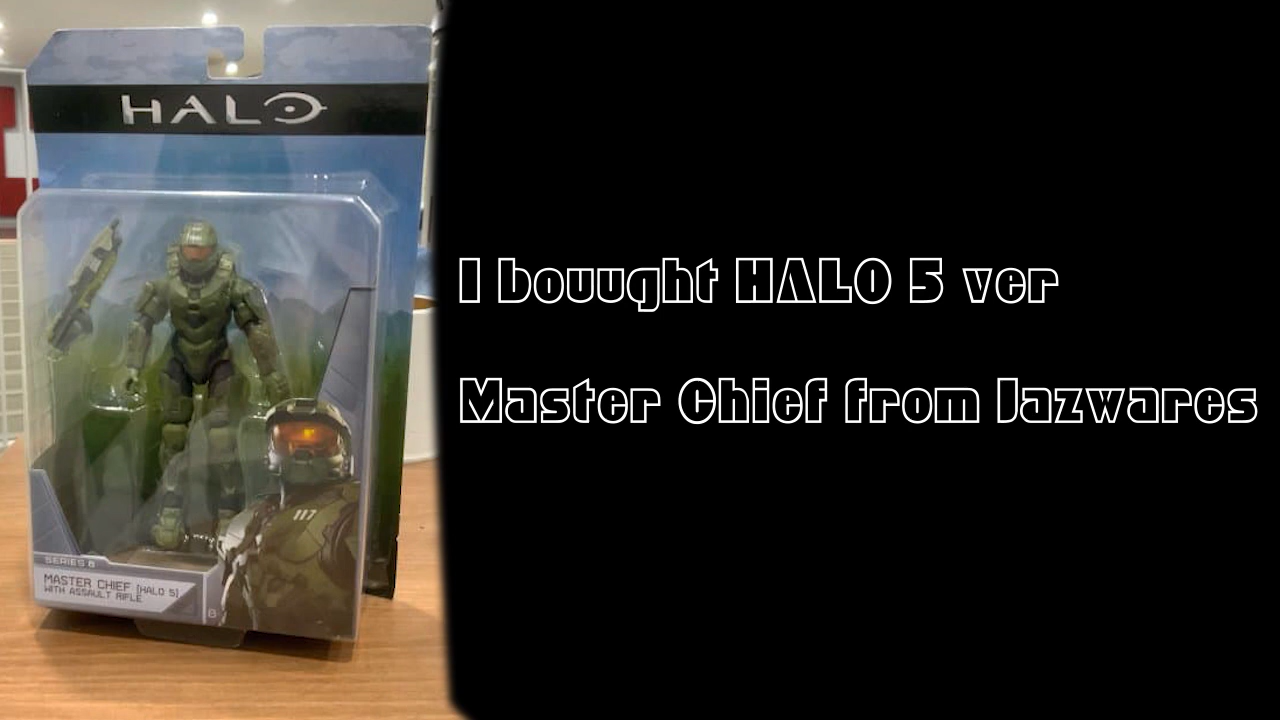 HALO
117
SERIES 6
MASTER CHIEF [HALO 5]
WITH ASSAULT RIFLE
6
I bouught HALO 5 ver
Master Chief from Jazwares